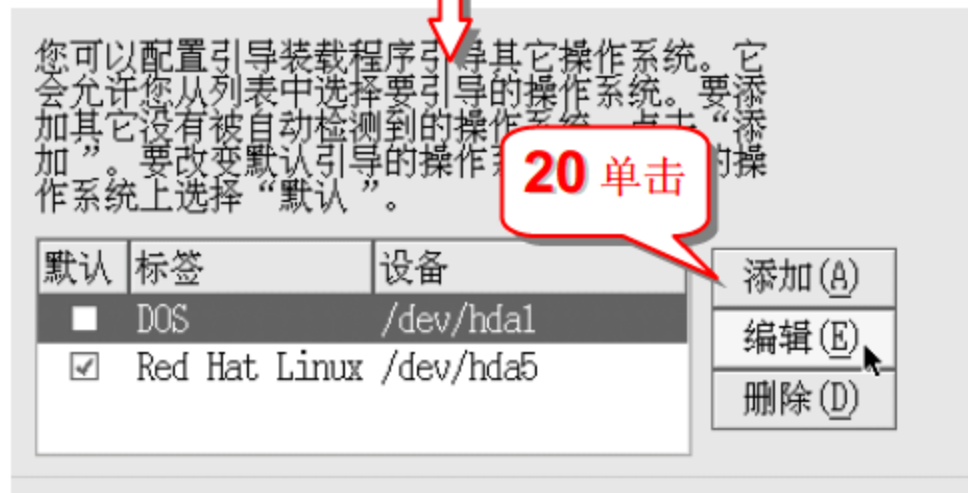 您可以配置引导装载程序引导其它操作系统。它
会允许您从列表中选择要引导的操作系统。要添
加其它没有被自动检测到的操作系统，点击“添
加 ”。要改变默认引导的操作 的操
作系统上选择 “默认 ”。
20 单击
默认 标签 设备
DOS /dev/hda1
Red Hat Linux /dev/hda5
添加(A)
编辑(E)
删除(D)